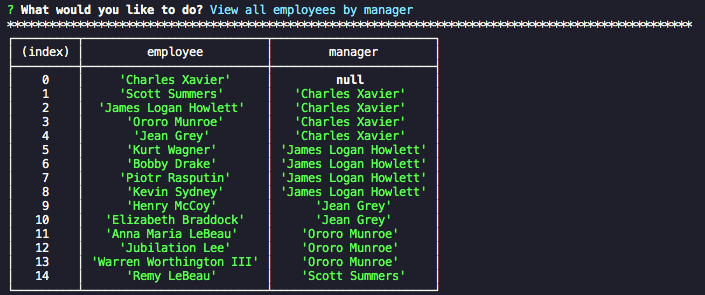 ? What would you like to do? View all employees by manager
****************************************************************************************************
(index) employee manager
0 'Charles Xavier' null
1 'Scott Summers' 'Charles Xavier'
2 'James Logan Howlett' 'Charles Xavier'
3 'Ororo Munroe' 'Charles Xavier'
4 'Jean Grey' 'Charles Xavier'
5 'Kurt Wagner' 'James Logan Howlett'
6 'Bobby Drake' 'James Logan Howlett'
7 'Piotr Rasputin' 'James Logan Howlett'
8 'Kevin Sydney' 'James Logan Howlett'
9 'Henry McCoy' 'Jean Grey'
10 'Elizabeth Braddock' 'Jean Grey'
11 'Anna Maria LeBeau' 'Ororo Munroe'
12 'Jubilation Lee' 'Ororo Munroe'
13 'Warren Worthington III' 'Ororo Munroe'
14 'Remy LeBeau' 'Scott Summers'